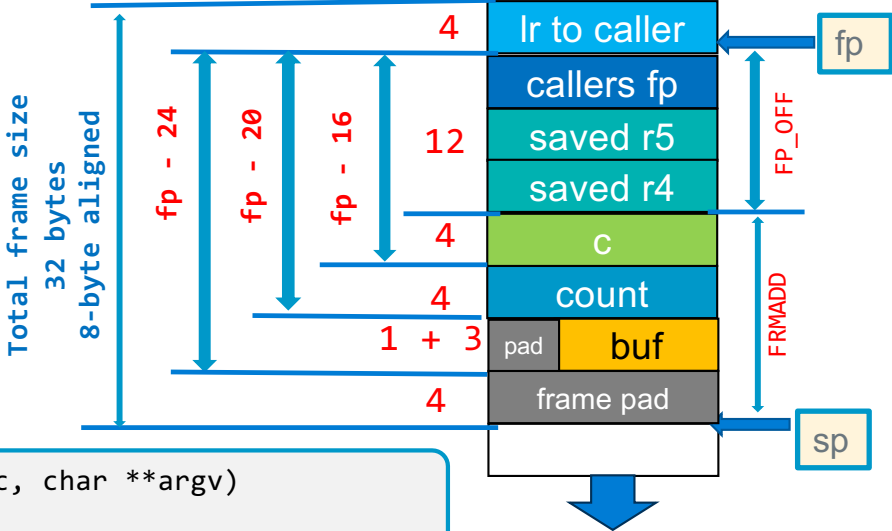 4
lr to caller
fp
callers fp
saved r5
saved r4
12
c
4
count
4
1 + 3
pad
buf
frame pad
4
sp
FP_OFF
FRMADD
fp - 24
fp - 20
fp - 16
Total frame size
32 bytes
8-byte aligned
c, char **argv)